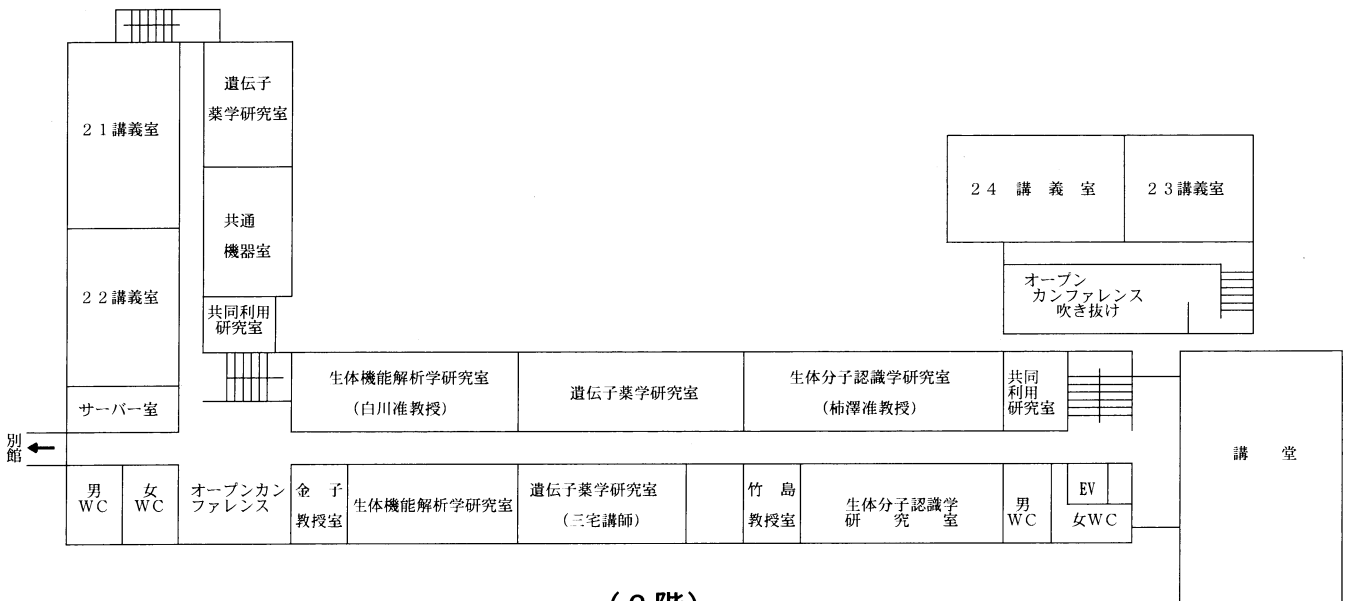 遺伝子
薬学研究室
21講義室
共通
機器室
22講義室
共同利用
研究室
サーバー室
24 講 義 室
23講義室
オープン
カンファレンス
吹き抜け
生体機能解析学研究室
(白川准教授)
遺伝子薬学研究室
生体分子認識学研究室
(柿澤准教授)
共同
利用
研究室
別館
講 堂
男
WC
女
WC
オープンカン
ファレンス
金 子
教授室
生体機能解析学研究室
遺伝子薬学研究室
(三宅講師)
竹 島
教授室
生体分子認識学
研 究 室
男
WC
EV
女WC